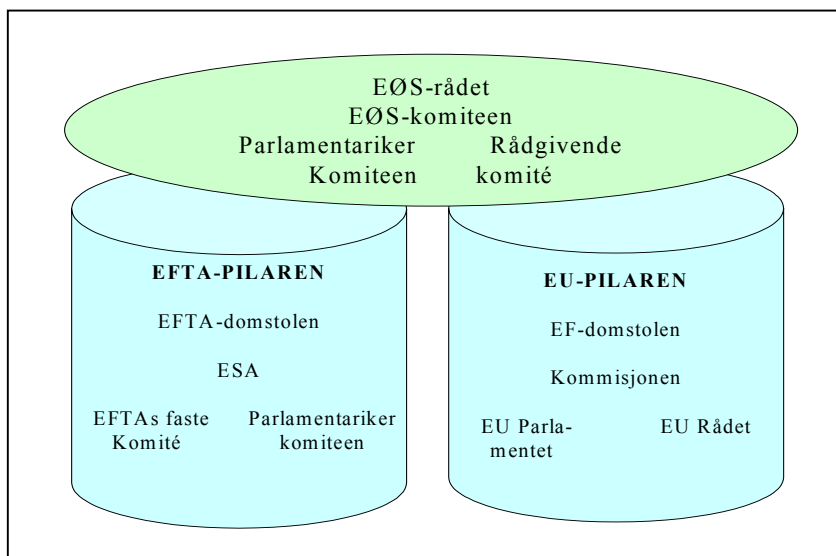 EØS-rådet
EØS-komiteen
Parlamentariker Rådgivende
Komiteen komité
EFTA-PILAREN
EFTA-domstolen
ESA
EFTAs faste Parlamentariker
Komité komiteen
EU-PILAREN
EF-domstolen
Kommisjonen
EU Parla- EU Rådet
mentet